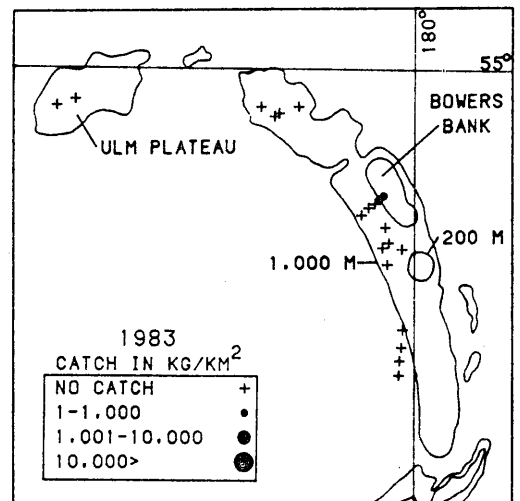 180°
55°
BOWERS
BANK
ULM PLATEAU
200 M
1.000 M
1983
CATCH IN KG/KM²
NO CATCH +
1-1.000
1.001-10.000
10.000>